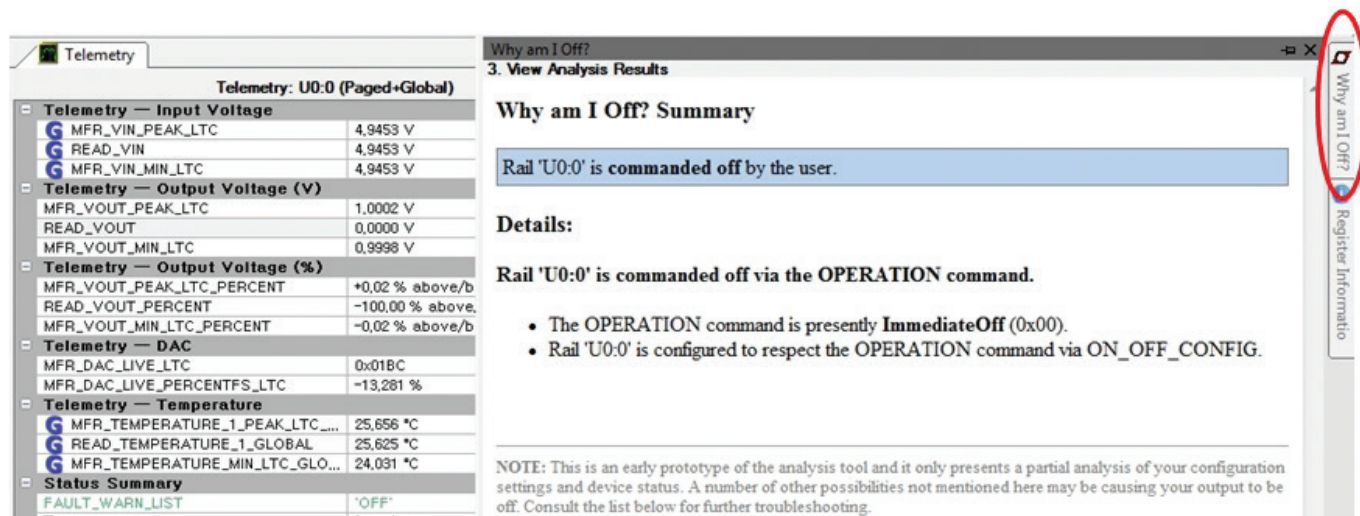 Telemetry
Telemetry: U0:0 (Paged+Global)
Telemetry — Input Voltage
G MFR_VIN_PEAK_LTC 4,9453 V
G READ_VIN 4,9453 V
G MFR_VIN_MIN_LTC 4,9453 V
Telemetry — Output Voltage (V)
MFR_VOUT_PEAK_LTC 1,0002 V
READ_VOUT 0,0000 V
MFR_VOUT_MIN_LTC 0,9998 V
Telemetry — Output Voltage (%)
MFR_VOUT_PEAK_LTC_PERCENT +0,02 % above/b
READ_VOUT_PERCENT -100,00 % above,
MFR_VOUT_MIN_LTC_PERCENT -0,02 % above/b
Telemetry — DAC
MFR_DAC_LIVE_LTC 0x01BC
MFR_DAC_LIVE_PERCENTFS_LTC -13,281 %
Telemetry — Temperature
G MFR_TEMPERATURE_1_PEAK_LTC_... 25,656 °C
G READ_TEMPERATURE_1_GLOBAL 25,625 °C
G MFR_TEMPERATURE_MIN_LTC_GLO... 24,031 °C
Status Summary
FAULT_WARN_LIST 'OFF'
Why am I Off?
3. View Analysis Results
Why am I Off? Summary
Rail 'U0:0' is commanded off by the user.
Details:
Rail 'U0:0' is commanded off via the OPERATION command.
• The OPERATION command is presently ImmediateOff (0x00).
• Rail 'U0:0' is configured to respect the OPERATION command via ON_OFF_CONFIG.
NOTE: This is an early prototype of the analysis tool and it only presents a partial analysis of your configuration
settings and device status. A number of other possibilities not mentioned here may be causing your output to be
off. Consult the list below for further troubleshooting.
Why am I Off?
Register Informatio